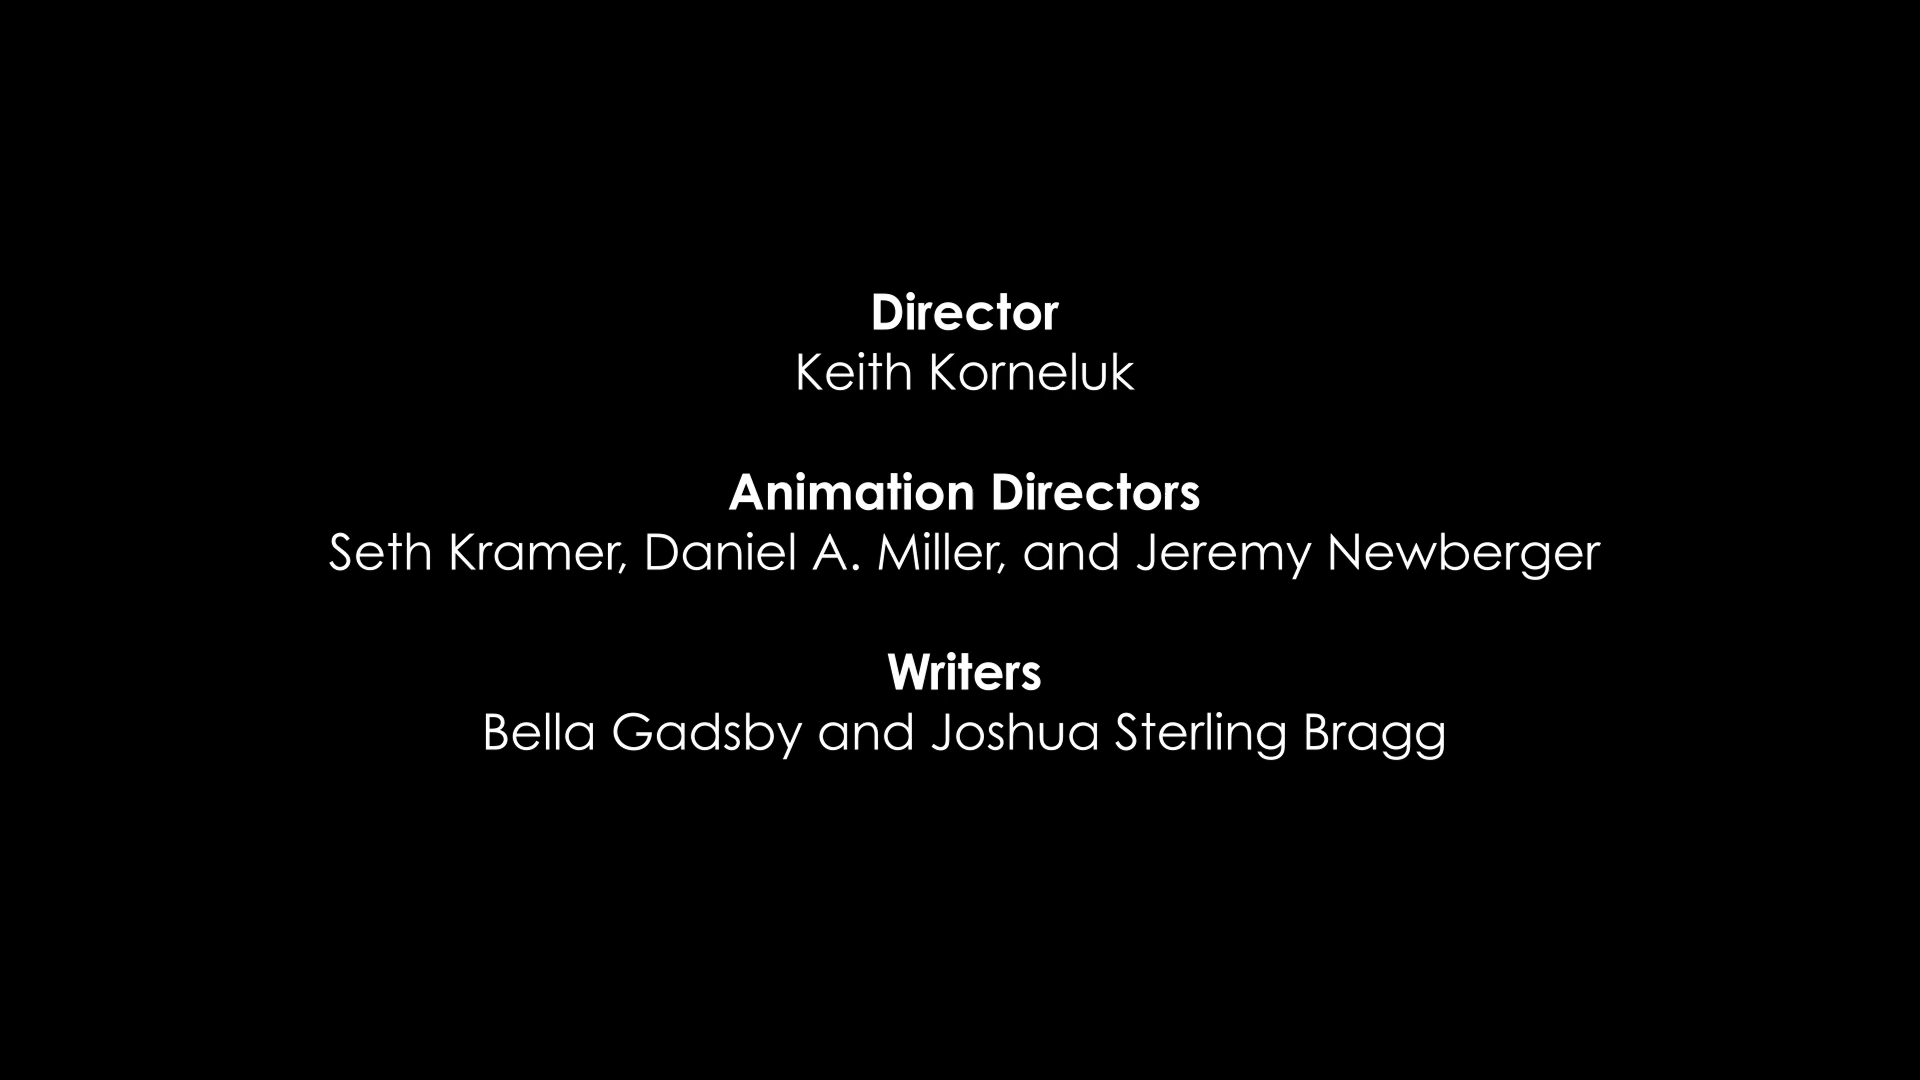 Director
Keith Korneluk
Animation Directors
Seth Kramer, Daniel A. Miller, and Jeremy Newberger
Writers
Bella Gadsby and Joshua Sterling Bragg